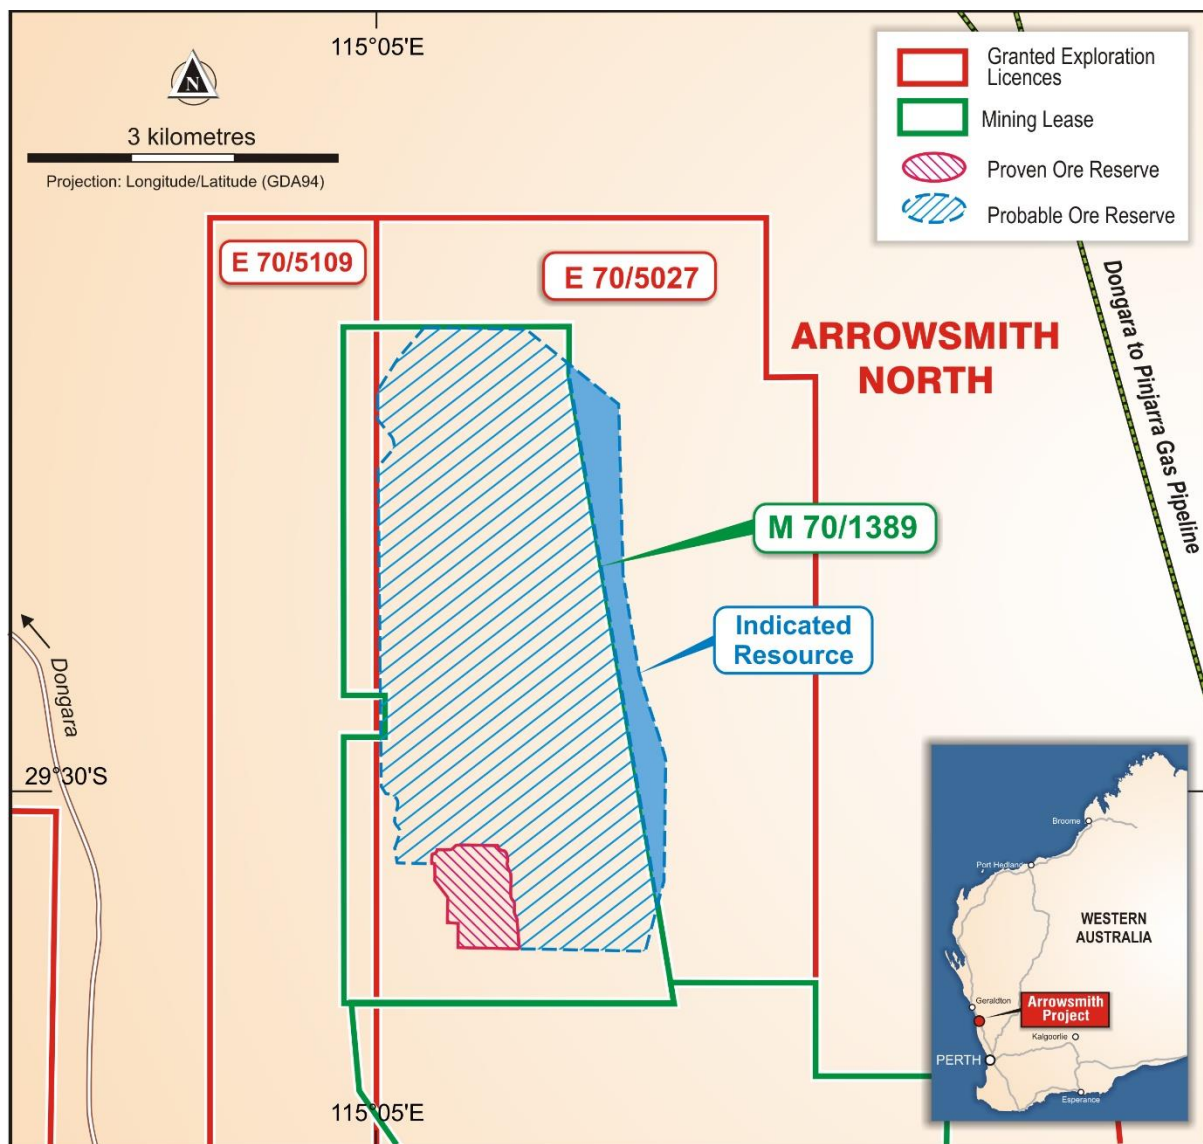 115°05'E
N
3 kilometres
Projection: Longitude/Latitude (GDA94)
Granted Exploration
Licences
Mining Lease
Proven Ore Reserve
Probable Ore Reserve
E 70/5109
E 70/5027
ARROWSMITH
NORTH
Dongara to Pinjarra Gas Pipeline
M 70/1389
Indicated
Resource
Dongara
29°30'S
115°05'E
Broome
Port Hedland
WESTERN
AUSTRALIA
Geraldton
Arrowsmith
Project
Kalgoorlie
PERTH
Esperance